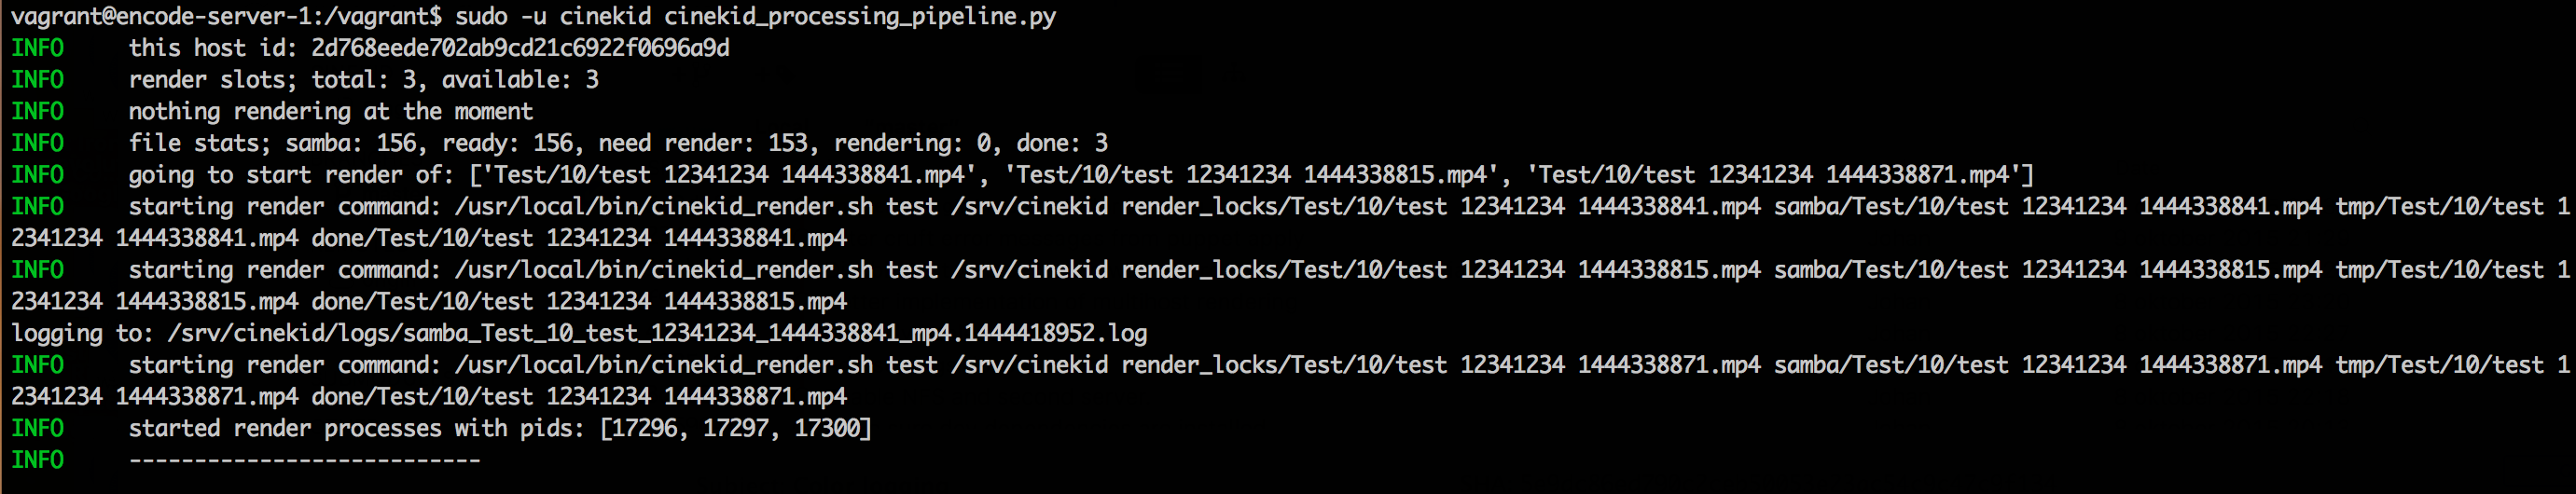 vagrant@encode-server-1:/vagrant$ sudo -u cinekid cinekid_processing_pipeline.py
INFO     this host id: 2d768eede702ab9cd21c6922f0696a9d
INFO     render slots; total: 3, available: 3
INFO     nothing rendering at the moment
INFO     file stats; samba: 156, ready: 156, need render: 153, rendering: 0, done: 3
INFO     going to start render of: ['Test/10/test 12341234 1444338841.mp4', 'Test/10/test 12341234 1444338815.mp4', 'Test/10/test 12341234 1444338871.mp4']
INFO     starting render command: /usr/local/bin/cinekid_render.sh test /srv/cinekid render_locks/Test/10/test 12341234 1444338841.mp4 samba/Test/10/test 12341234 1444338841.mp4 tmp/Test/10/test 1
2341234 1444338841.mp4 done/Test/10/test 12341234 1444338841.mp4
INFO     starting render command: /usr/local/bin/cinekid_render.sh test /srv/cinekid render_locks/Test/10/test 12341234 1444338815.mp4 samba/Test/10/test 12341234 1444338815.mp4 tmp/Test/10/test 1
2341234 1444338815.mp4 done/Test/10/test 12341234 1444338815.mp4
logging to: /srv/cinekid/logs/samba_Test_10_test_12341234_1444338841_mp4.1444418952.log
INFO     starting render command: /usr/local/bin/cinekid_render.sh test /srv/cinekid render_locks/Test/10/test 12341234 1444338871.mp4 samba/Test/10/test 12341234 1444338871.mp4 tmp/Test/10/test 1
2341234 1444338871.mp4 done/Test/10/test 12341234 1444338871.mp4
INFO     started render processes with pids: [17296, 17297, 17300]
INFO     ---------------------------